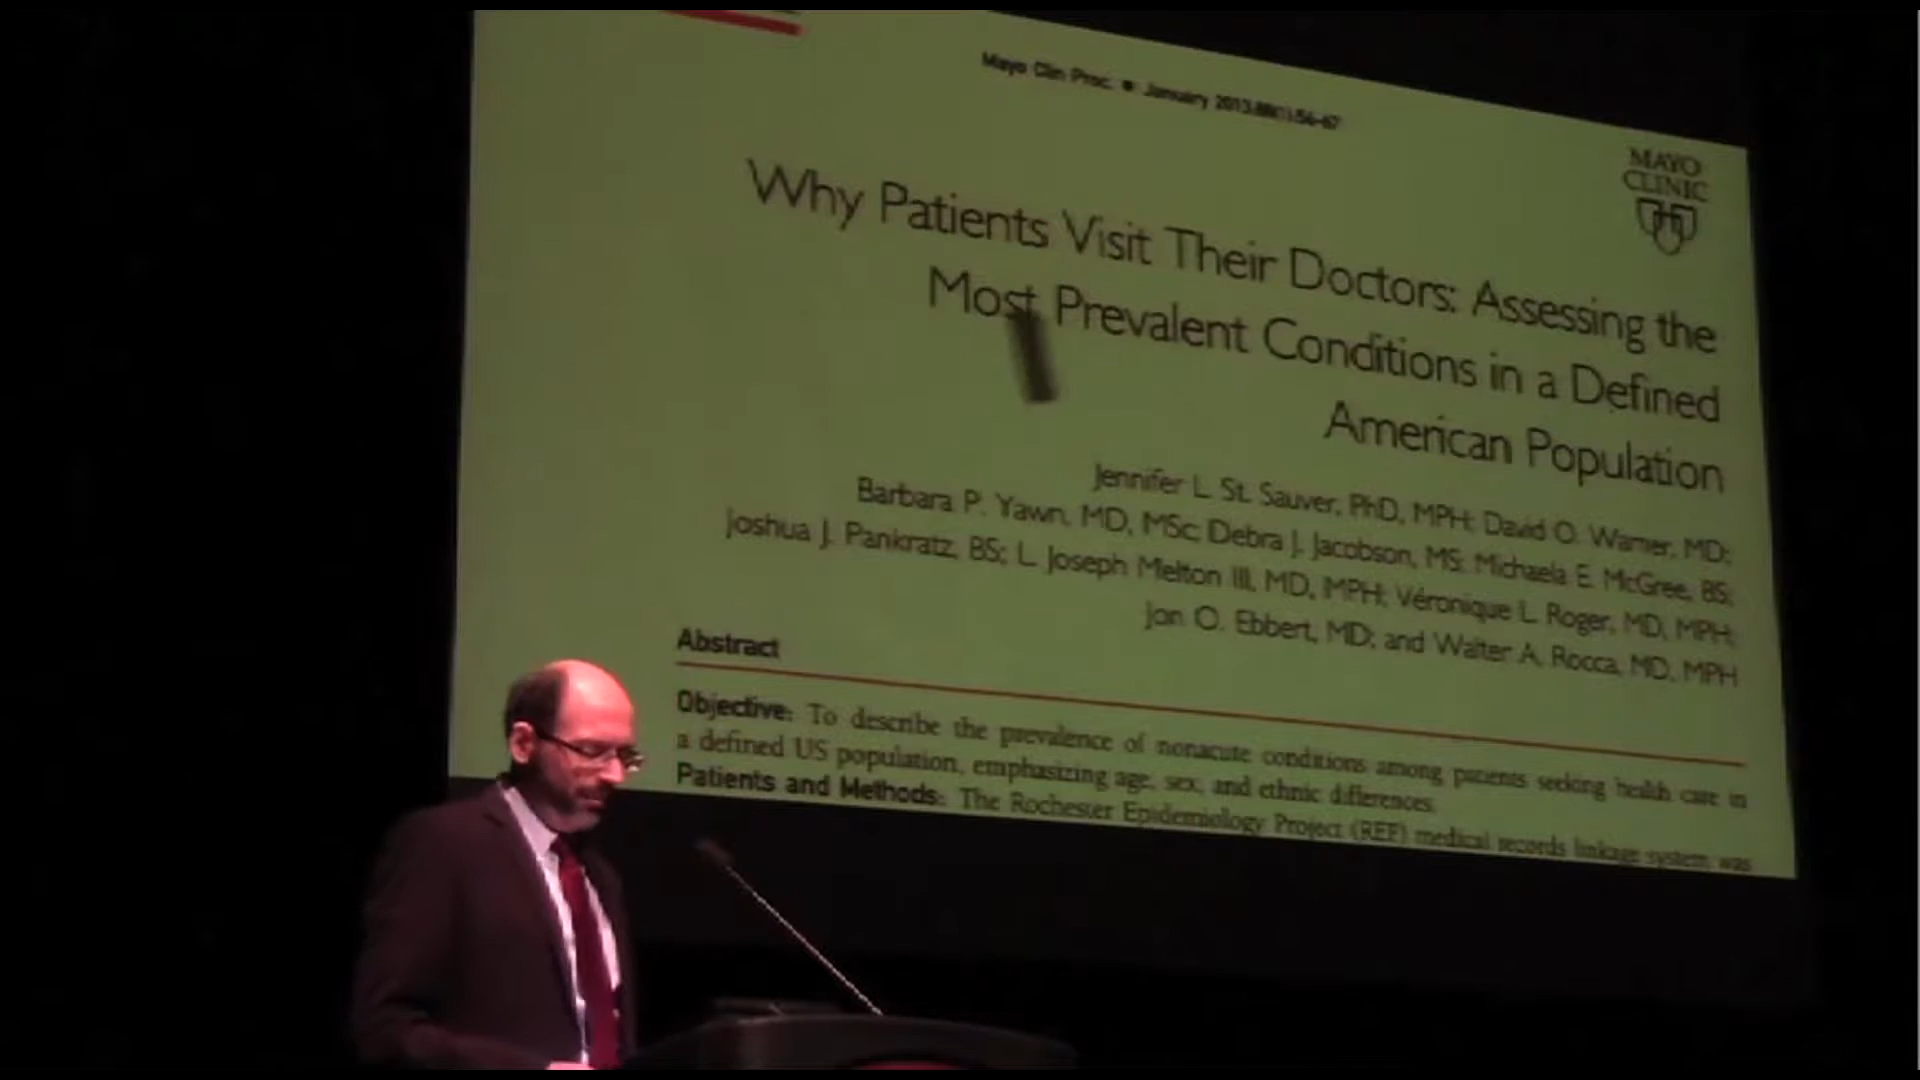 Mayo Clin Proc. ■ January 2013;88(1):56-67
MAYO
CLINIC
Why Patients Visit Their Doctors: Assessing the
Most Prevalent Conditions in a Defined
American Population
Jennifer L. St. Sauver, PhD, MPH; David O. Warner, MD;
Barbara P. Yawn, MD, MSc; Debra J. Jacobson, MS; Michaela E. McGree, BS;
Joshua J. Pankratz, BS; L. Joseph Melton III, MD, MPH; Véronique L. Roger, MD, MPH;
Jon O. Ebbert, MD; and Walter A. Rocca, MD, MPH
Abstract
Objective: To describe the prevalence of nonacute conditions among patients seeking health care in
a defined US population, emphasizing age, sex, and ethnic differences.
Patients and Methods: The Rochester Epidemiology Project (REP) medical records linkage system was